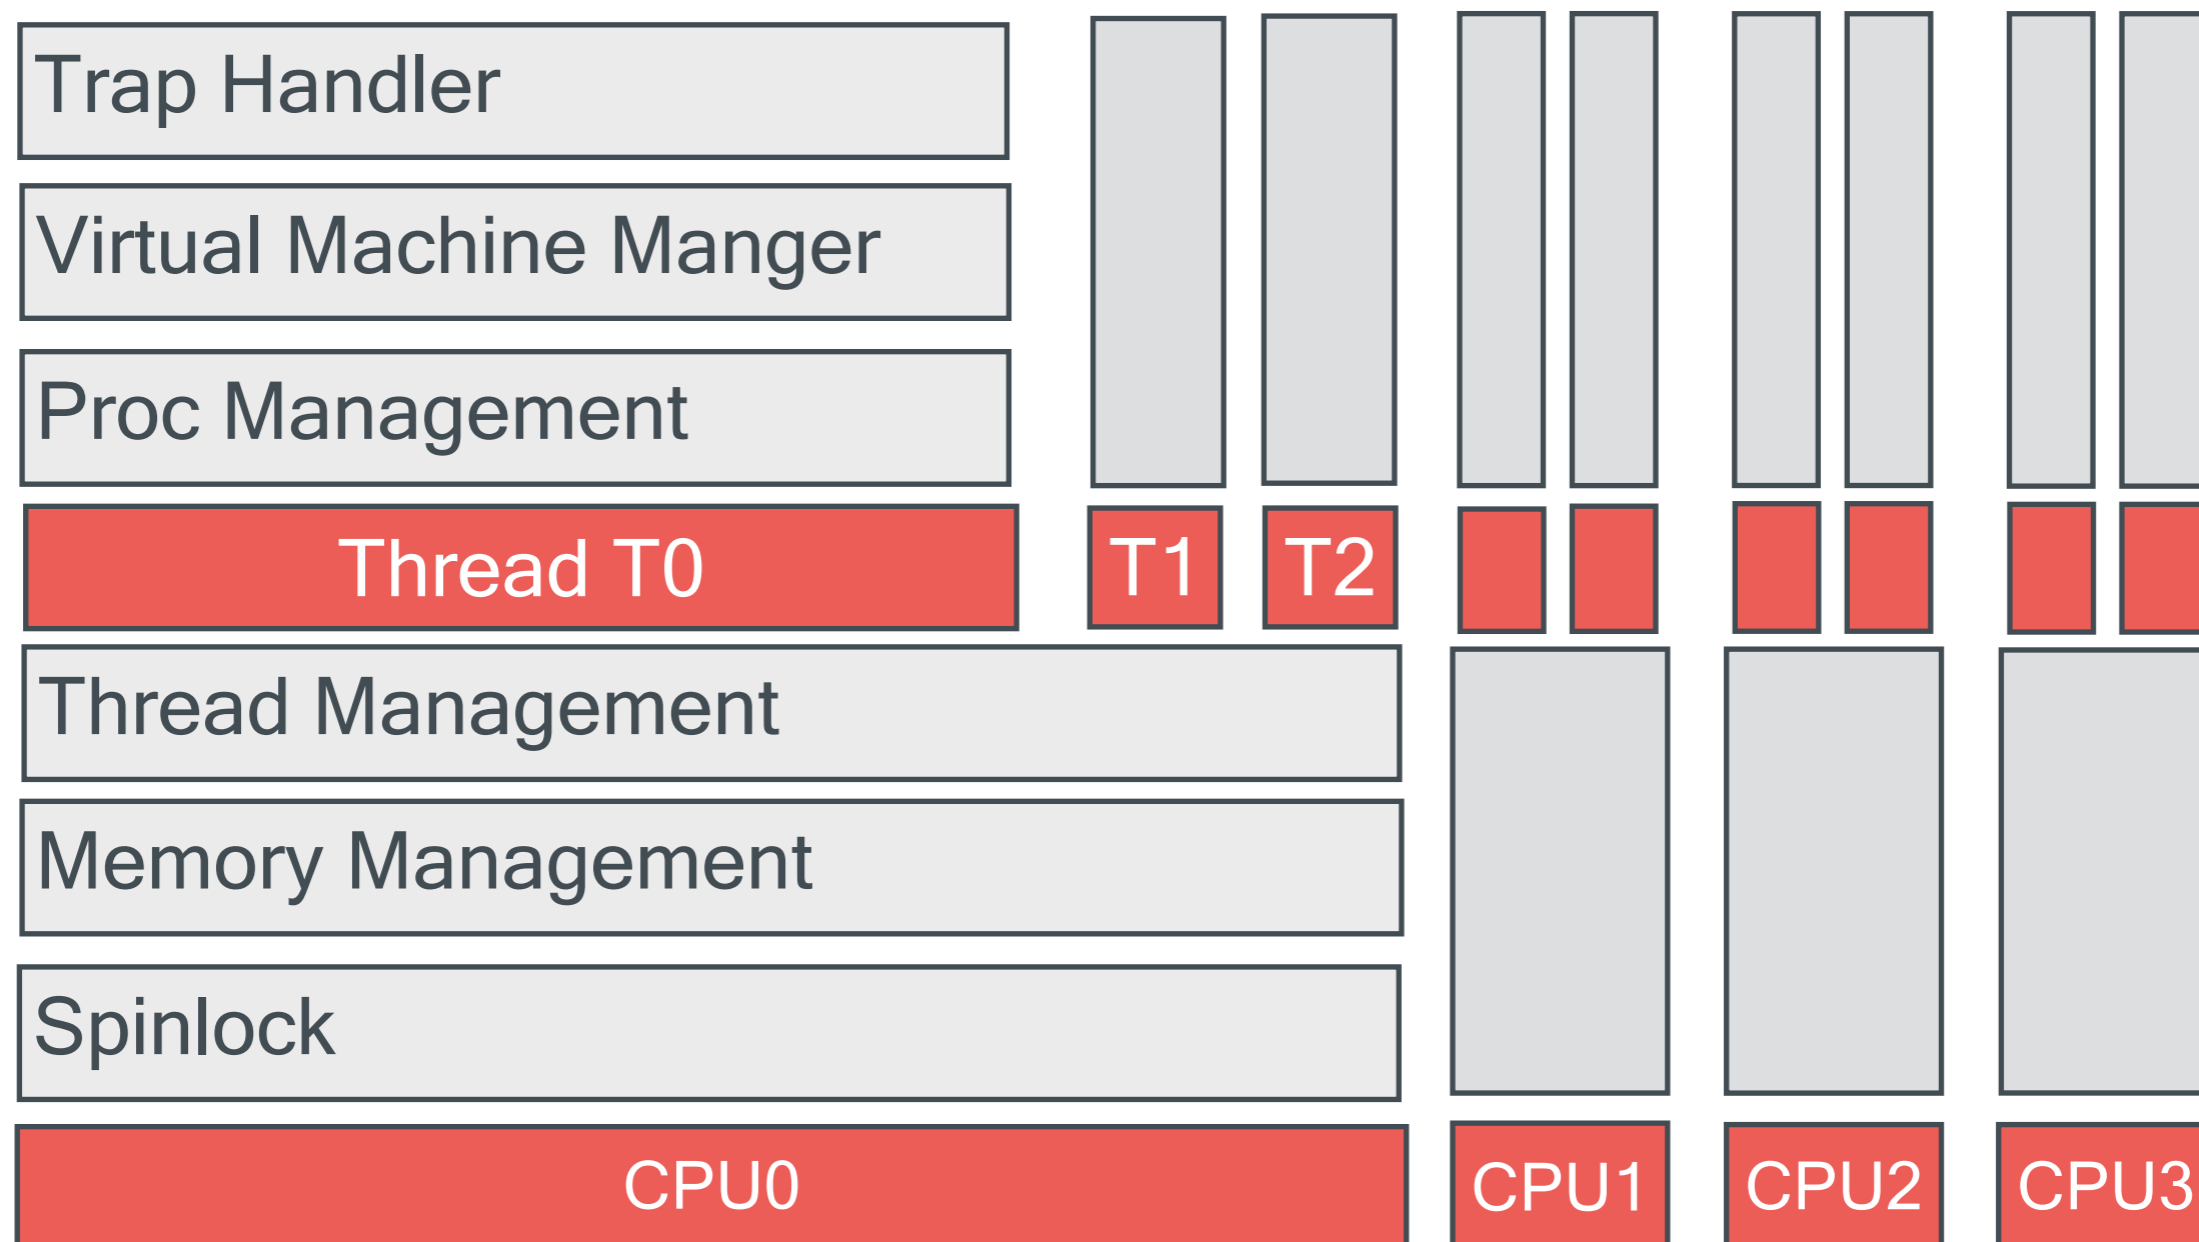 Trap Handler
Virtual Machine Manger
Proc Management
Thread T0
T1
T2
Thread Management
Memory Management
Spinlock
CPU0
CPU1
CPU2
CPU3